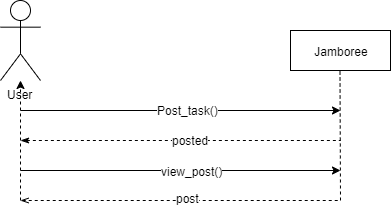 Jamboree
User
Post_task()
posted
view_post()
post